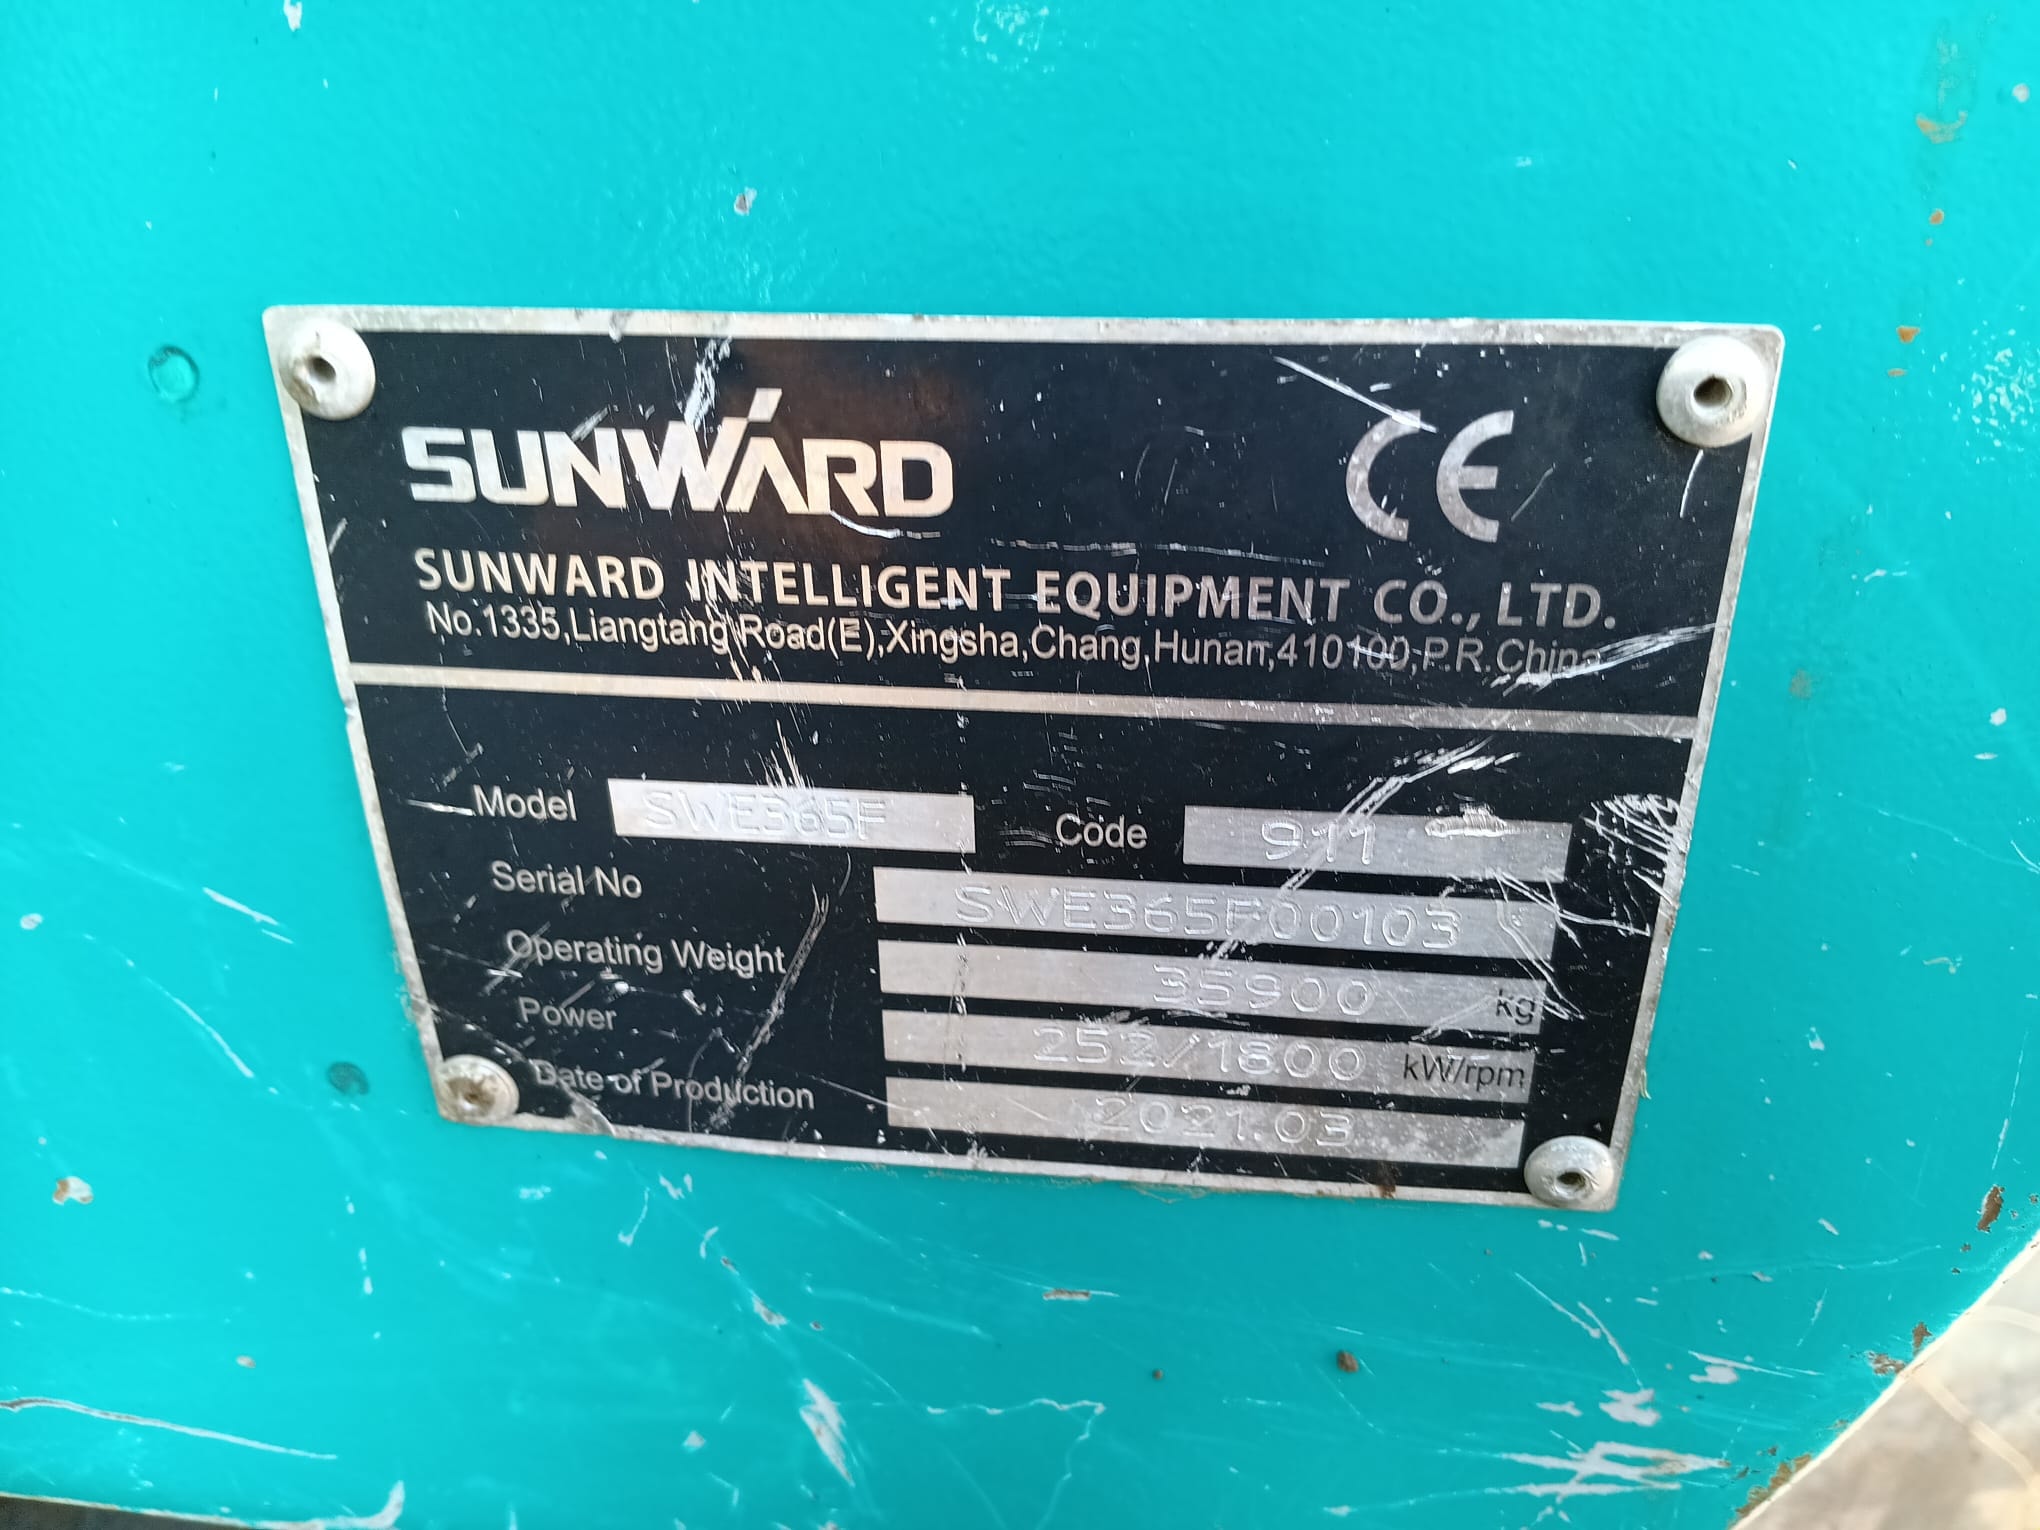 SUNWARD
CE
SUNWARD INTELLIGENT EQUIPMENT CO., LTD.
No.1335,Liangtang Road(E),Xingsha,Chang,Hunan,410100,P.R.China
Model SWE365F Code 911
Serial No SWE365F00103
Operating Weight 35900 kg
Power 252/1800 kW/rpm
Date of Production 2021.03